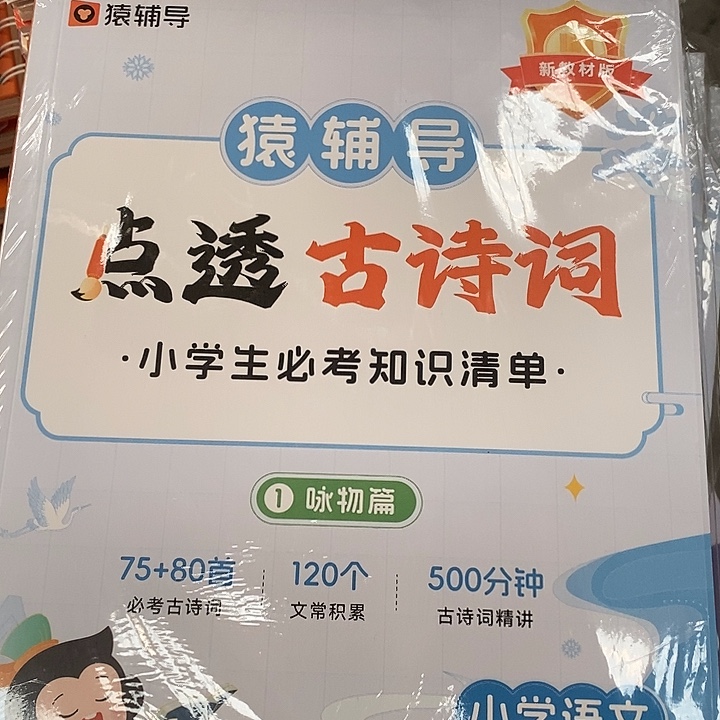 猿辅导
新教材版
猿辅导
点透古诗词
·小学生必考知识清单·
1 咏物篇
75+80首
必考古诗词
120个
文常积累
500分钟
古诗词精讲
小学语文